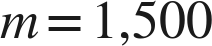 m = 1,500